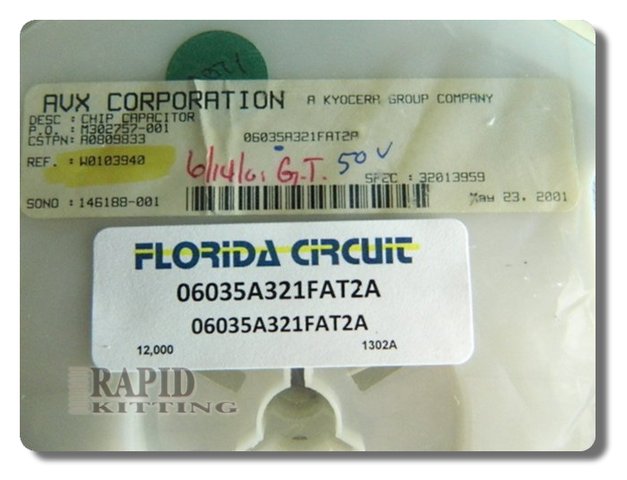 AVX CORPORATION A KYOCERA GROUP COMPANY
DESC : CHIP CAPACITOR
P.O. : M302757-001
CSTPN: A0809833 06035A321FAT2A
REF. : W0103940
6/14/01 G.T. 50V
SPEC : 32013959
SONO : 146188-001 May 23. 2001
FLORIDA CIRCUIT
06035A321FAT2A
06035A321FAT2A
12,000 1302A
RAPID
KITTING